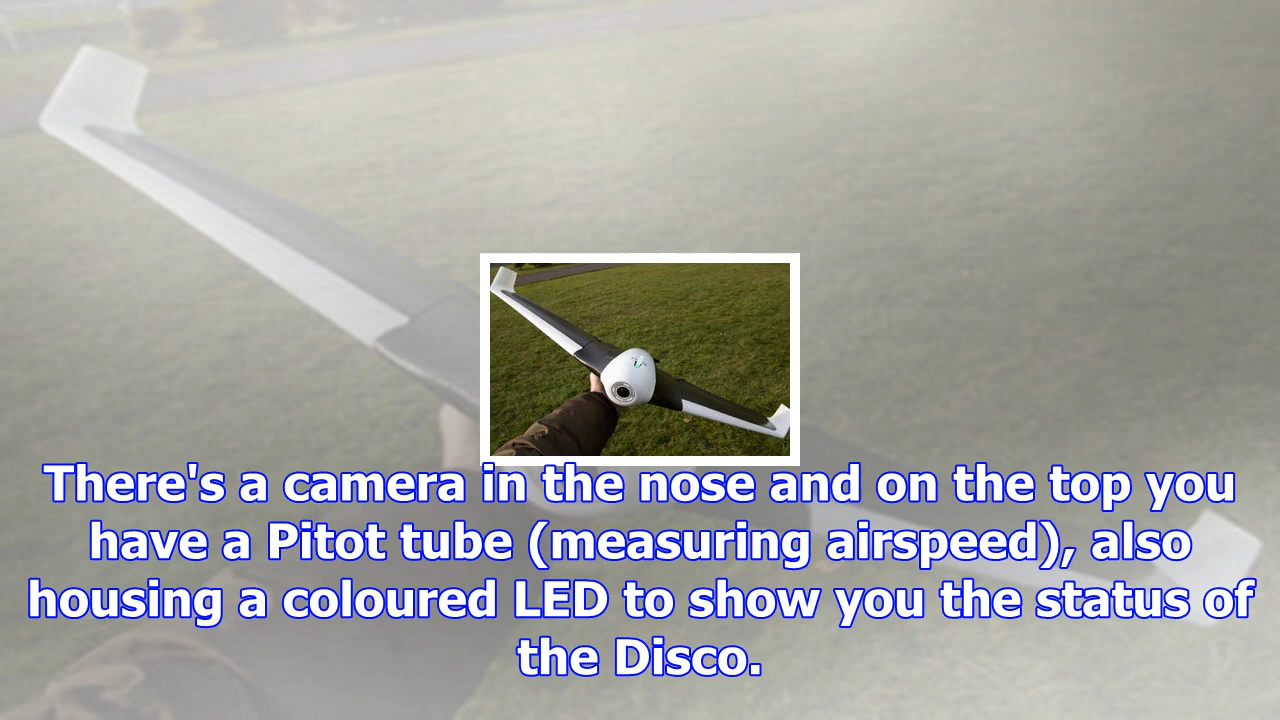 There's a camera in the nose and on the top you
have a Pitot tube (measuring airspeed), also
housing a coloured LED to show you the status of
the Disco.